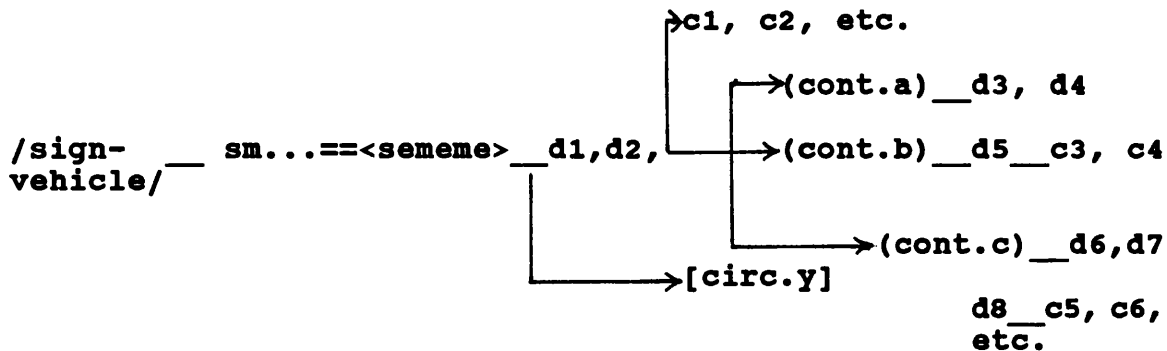 c1, c2, etc.
(cont.a)__d3, d4
/sign-
vehicle/__ sm...==<sememe>__d1,d2,
(cont.b)__d5__c3, c4
(cont.c)__d6,d7
[circ.y]
d8__c5, c6,
etc.